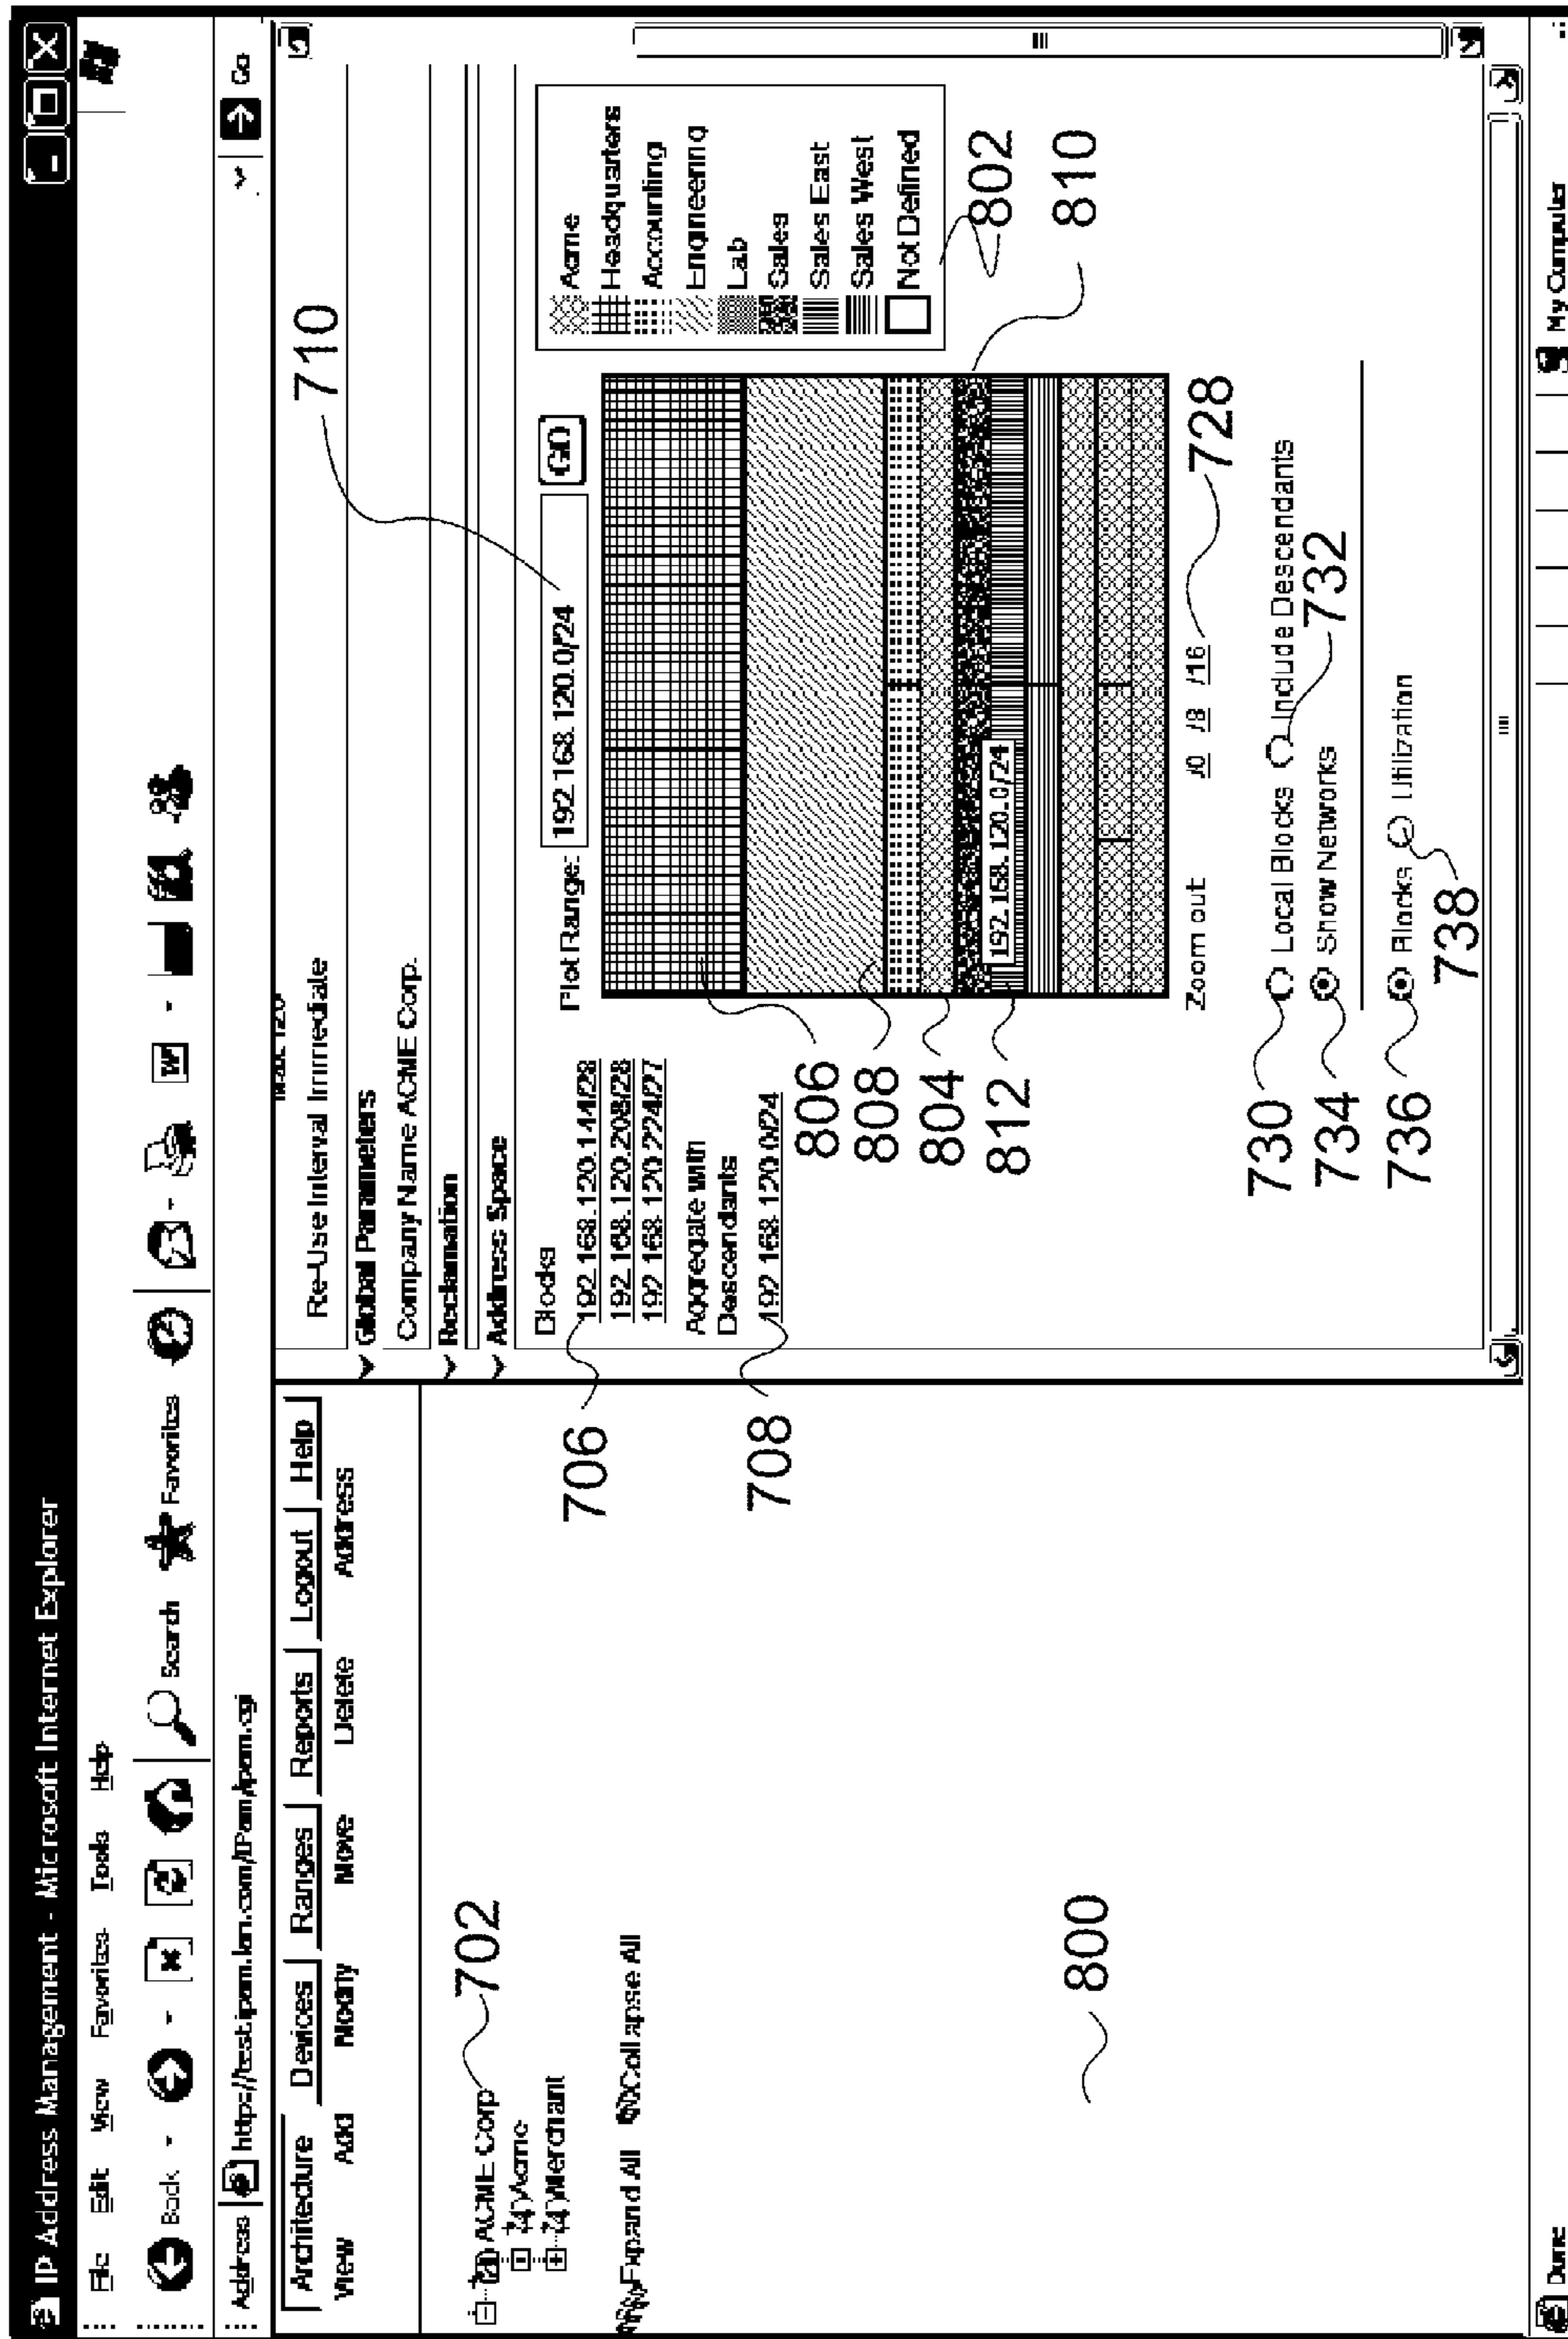 IP Address Management - Microsoft Internet Explorer
File Edit View Favorites Tools Help
Back Search Favorites
Address http://testipam.lan.com/IPam/ipam.cgi Go
Architecture Devices Ranges Reports Logout Help
View Add Modify Move Delete Address
ACME Corp 702
Acme
Merchant
Expand All Collapse All
800
Re-Use Interval Immediate
Global Parameters
Company Name ACME Corp.
Reclamation
Address Space
Blocks
192.168.120.144/28
192.168.120.208/28
192.168.120.224/27
706
Aggregate with
Descendants
192.168.120.0/24
708
710
Plot Range: 192.168.120.0/24 GO
Acme
Headquarters
Accounting
Engineering
Lab
Sales
Sales East
Sales West
Not Defined
802
810
806
808
804
812
192.168.120.0/24
Zoom out /0 /8 /16
728
Local Blocks Include Descendants
730
732
Show Networks
734
Blocks Utilization
736
738
Done My Computer